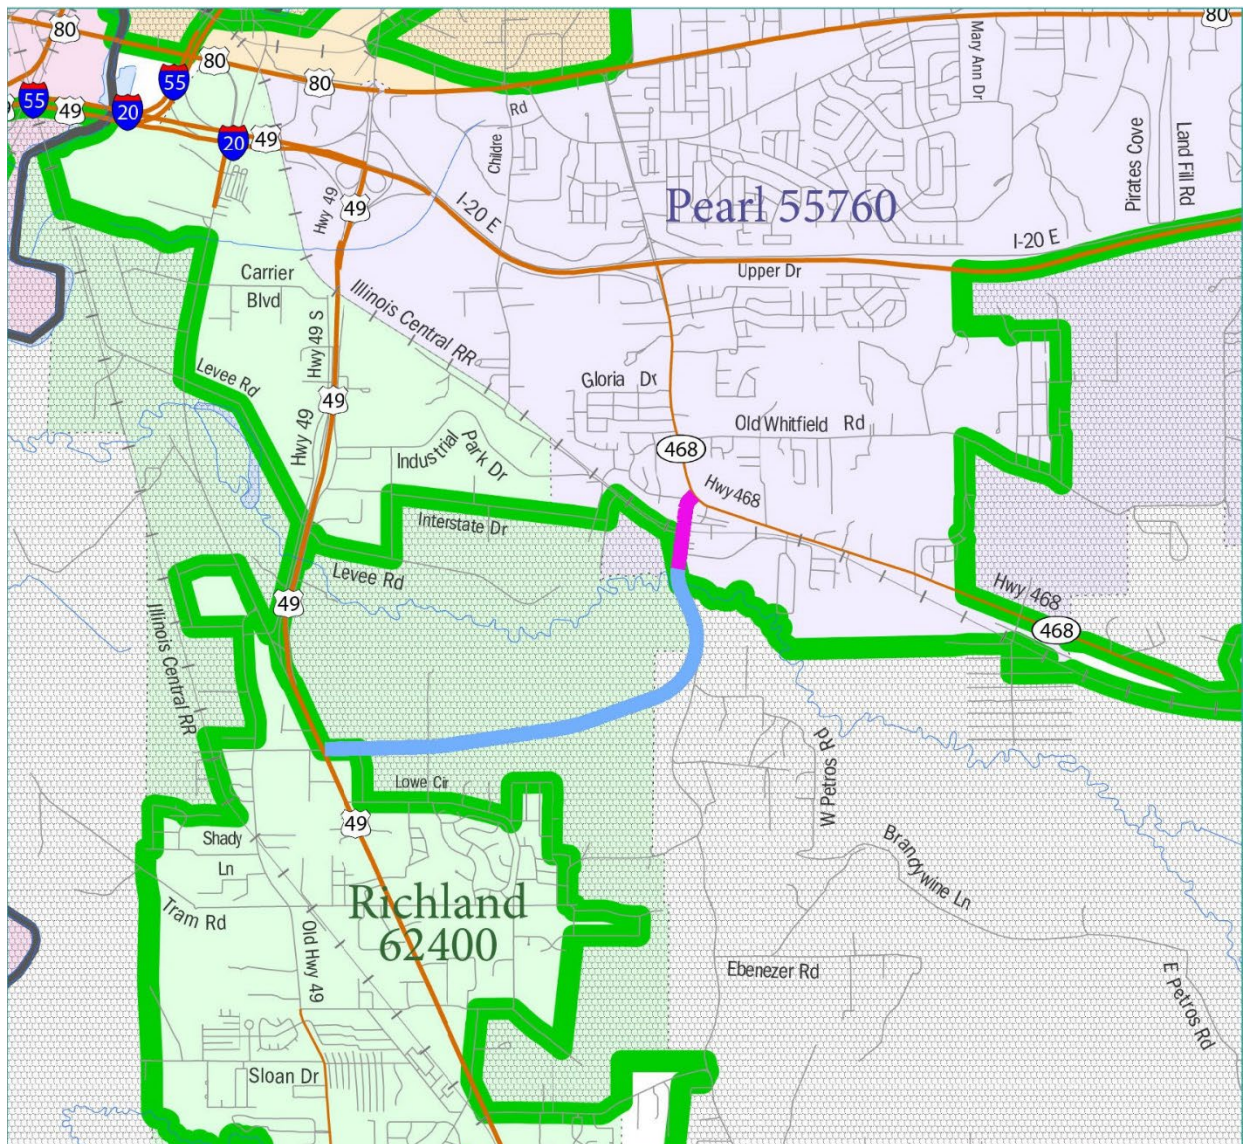 80
80
80
80
55
55
49
20
49
20
Rd
Childre
Mary Ann Dr
Pirates Cove
Land Fill Rd
Hwy 49
49
I-20 E
Pearl 55760
I-20 E
Upper Dr
Carrier
Blvd
Illinois Central RR
Hwy 49 S
Levee Rd
Gloria Dr
49
Hwy 49
Old Whitfield Rd
468
Industrial
Park Dr
Hwy 468
Interstate Dr
Levee Rd
49
Hwy 468
468
Illinois Central RR
Lowe Cir
W Petros Rd
49
Shady
Ln
Brandywine Ln
Tram Rd
Richland
62400
Old Hwy 49
Ebenezer Rd
E Petros Rd
Sloan Dr